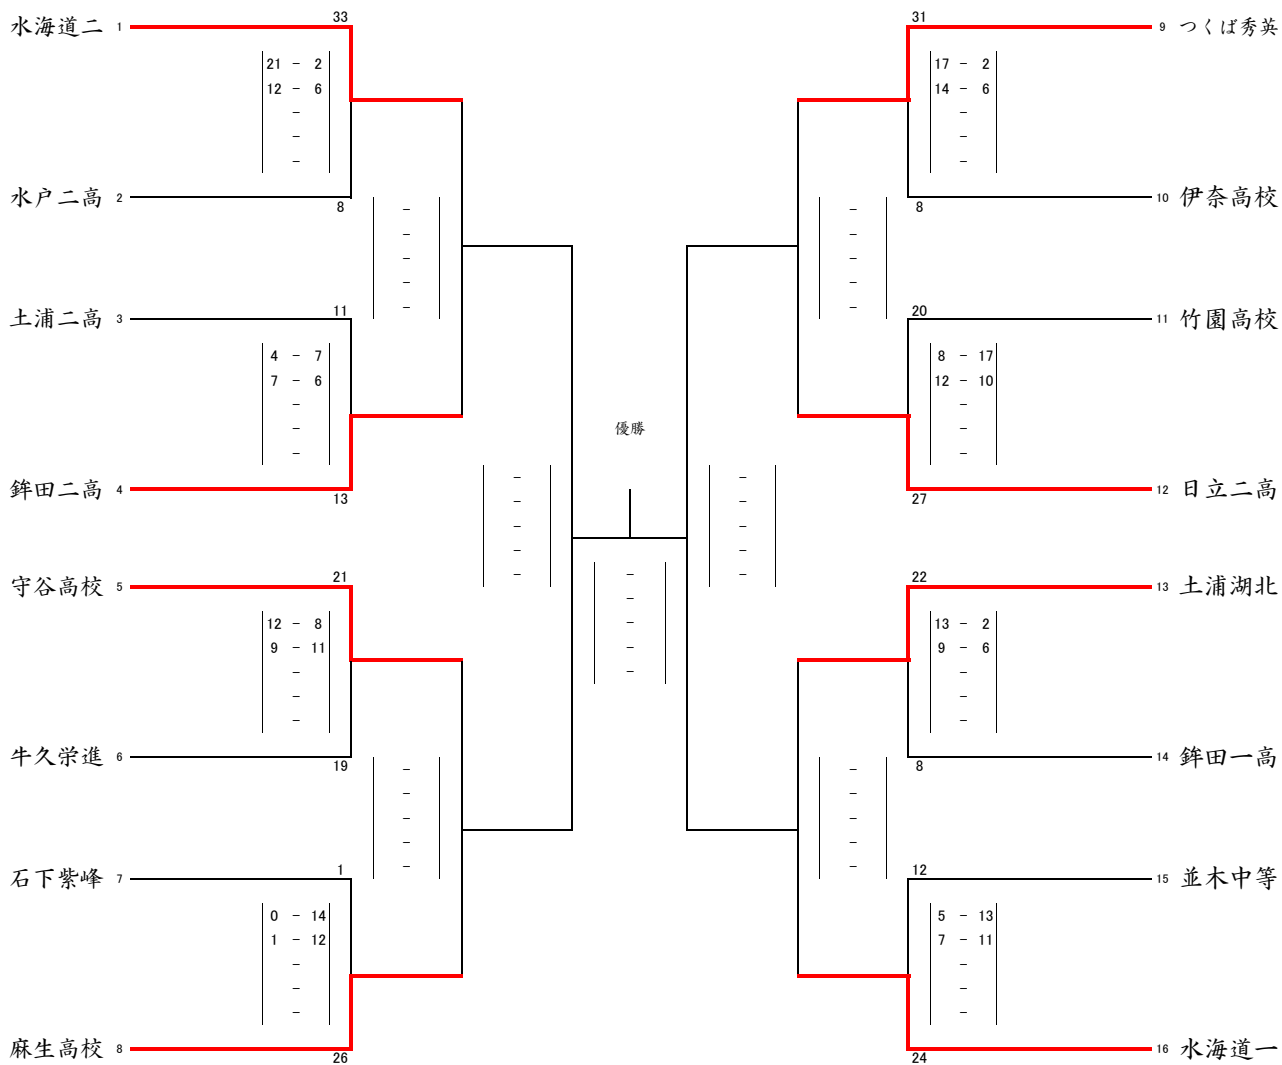 水海道二 1
33
21 - 2
12 - 6
-
-
-
水戸二高 2
8
土浦二高 3
11
4 - 7
7 - 6
-
-
-
鉾田二高 4
13
-
-
-
-
-
守谷高校 5
21
12 - 8
9 - 11
-
-
-
牛久栄進 6
19
石下紫峰 7
1
0 - 14
1 - 12
-
-
-
麻生高校 8
26
-
-
-
-
-
-
-
-
-
-
優勝
-
-
-
-
-
-
-
-
-
-
31
9 つくば秀英
17 - 2
14 - 6
-
-
-
8
10 伊奈高校
20
11 竹園高校
8 - 17
12 - 10
-
-
-
27
12 日立二高
-
-
-
-
-
22
13 土浦湖北
13 - 2
9 - 6
-
-
-
8
14 鉾田一高
12
15 並木中等
5 - 13
7 - 11
-
-
-
24
16 水海道一
-
-
-
-
-